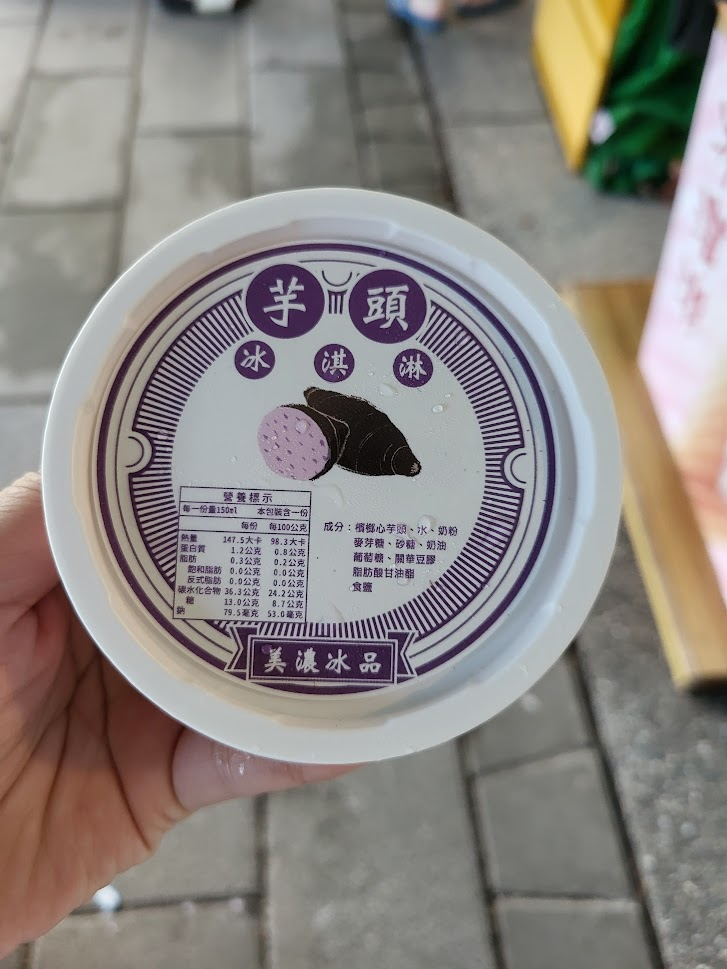 芋頭
冰淇淋
營養標示
每一份量150ml 本包裝含一份
每份 每100公克
熱量 147.5大卡 98.3大卡
蛋白質 1.2公克 0.8公克
脂肪 0.3公克 0.2公克
飽和脂肪 0.0公克 0.0公克
反式脂肪 0.0公克 0.0公克
碳水化合物 36.3公克 24.2公克
糖 13.0公克 8.7公克
鈉 79.5毫克 53.0毫克
成分：檳榔心芋頭、水、奶粉
麥芽糖、砂糖、奶油
葡萄糖、關華豆膠
脂肪酸甘油酯
食鹽
美濃冰品